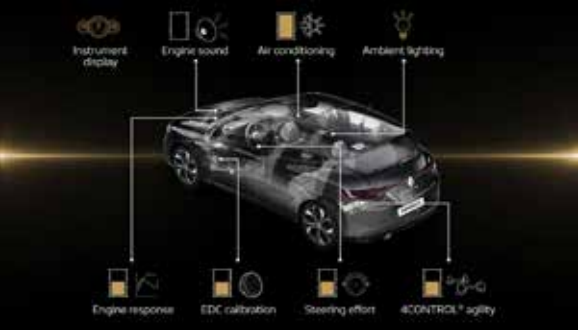 Instrument
display
Engine sound
Air conditioning
Ambient lighting
Engine response
EDC calibration
Steering effort
4CONTROL® agility